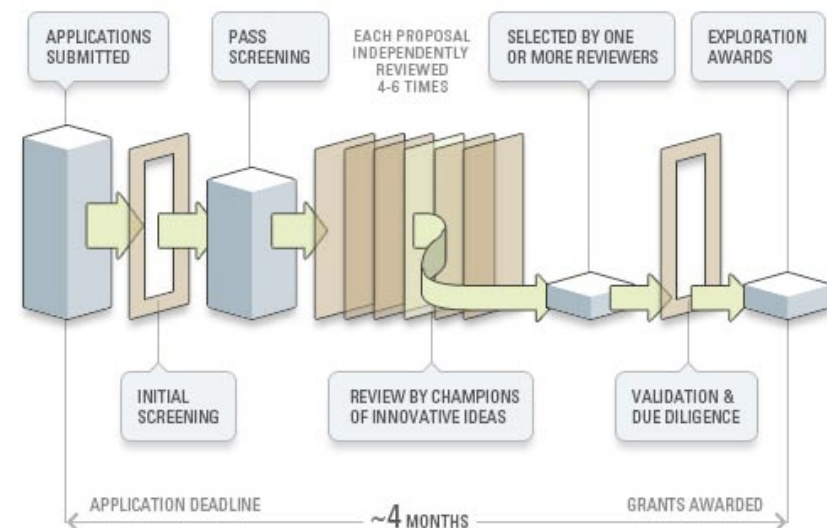 APPLICATIONS
SUBMITTED
PASS
SCREENING
EACH PROPOSAL
INDEPENDENTLY
REVIEWED
4-6 TIMES
SELECTED BY ONE
OR MORE REVIEWERS
EXPLORATION
AWARDS
INITIAL
SCREENING
REVIEW BY CHAMPIONS
OF INNOVATIVE IDEAS
VALIDATION &
DUE DILIGENCE
APPLICATION DEADLINE
~4 MONTHS
GRANTS AWARDED